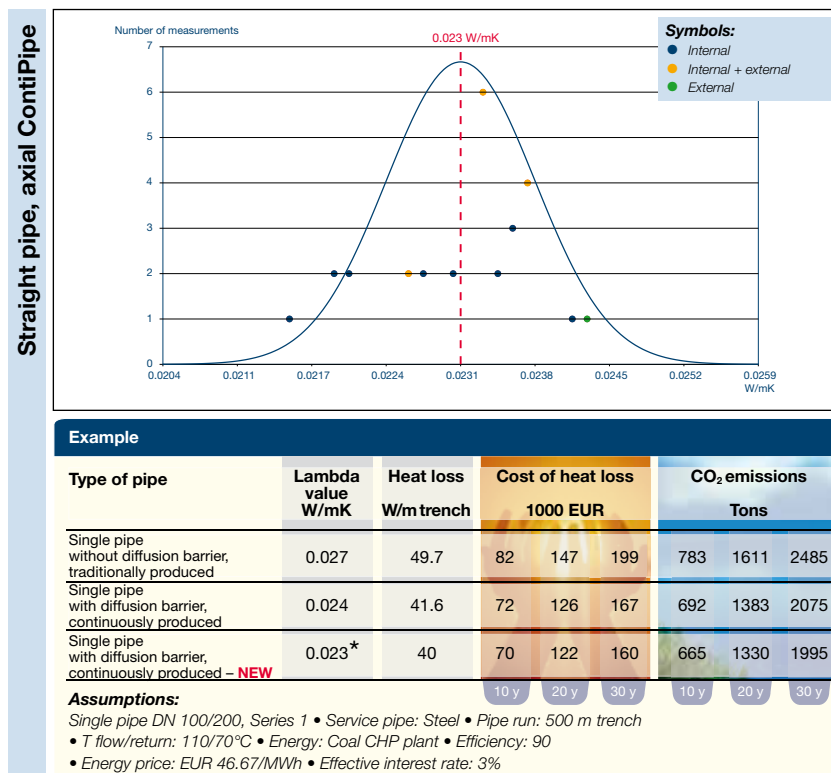 Straight pipe, axial ContiPipe
Number of measurements
0.023 W/mK
Symbols:
Internal
Internal + external
External
7
6
5
4
3
2
1
0
0.0204 0.0211 0.0217 0.0224 0.0231 0.0238 0.0245 0.0252 0.0259
W/mK
Example
Type of pipe
Lambda value W/mK
Heat loss W/m trench
Cost of heat loss 1000 EUR
CO₂ emissions Tons
Single pipe
without diffusion barrier,
traditionally produced
0.027 49.7 82 147 199 783 1611 2485
Single pipe
with diffusion barrier,
continuously produced
0.024 41.6 72 126 167 692 1383 2075
Single pipe
with diffusion barrier,
continuously produced – NEW
0.023* 40 70 122 160 665 1330 1995
10 y 20 y 30 y 10 y 20 y 30 y
Assumptions:
Single pipe DN 100/200, Series 1 • Service pipe: Steel • Pipe run: 500 m trench
• T flow/return: 110/70°C • Energy: Coal CHP plant • Efficiency: 90
• Energy price: EUR 46.67/MWh • Effective interest rate: 3%